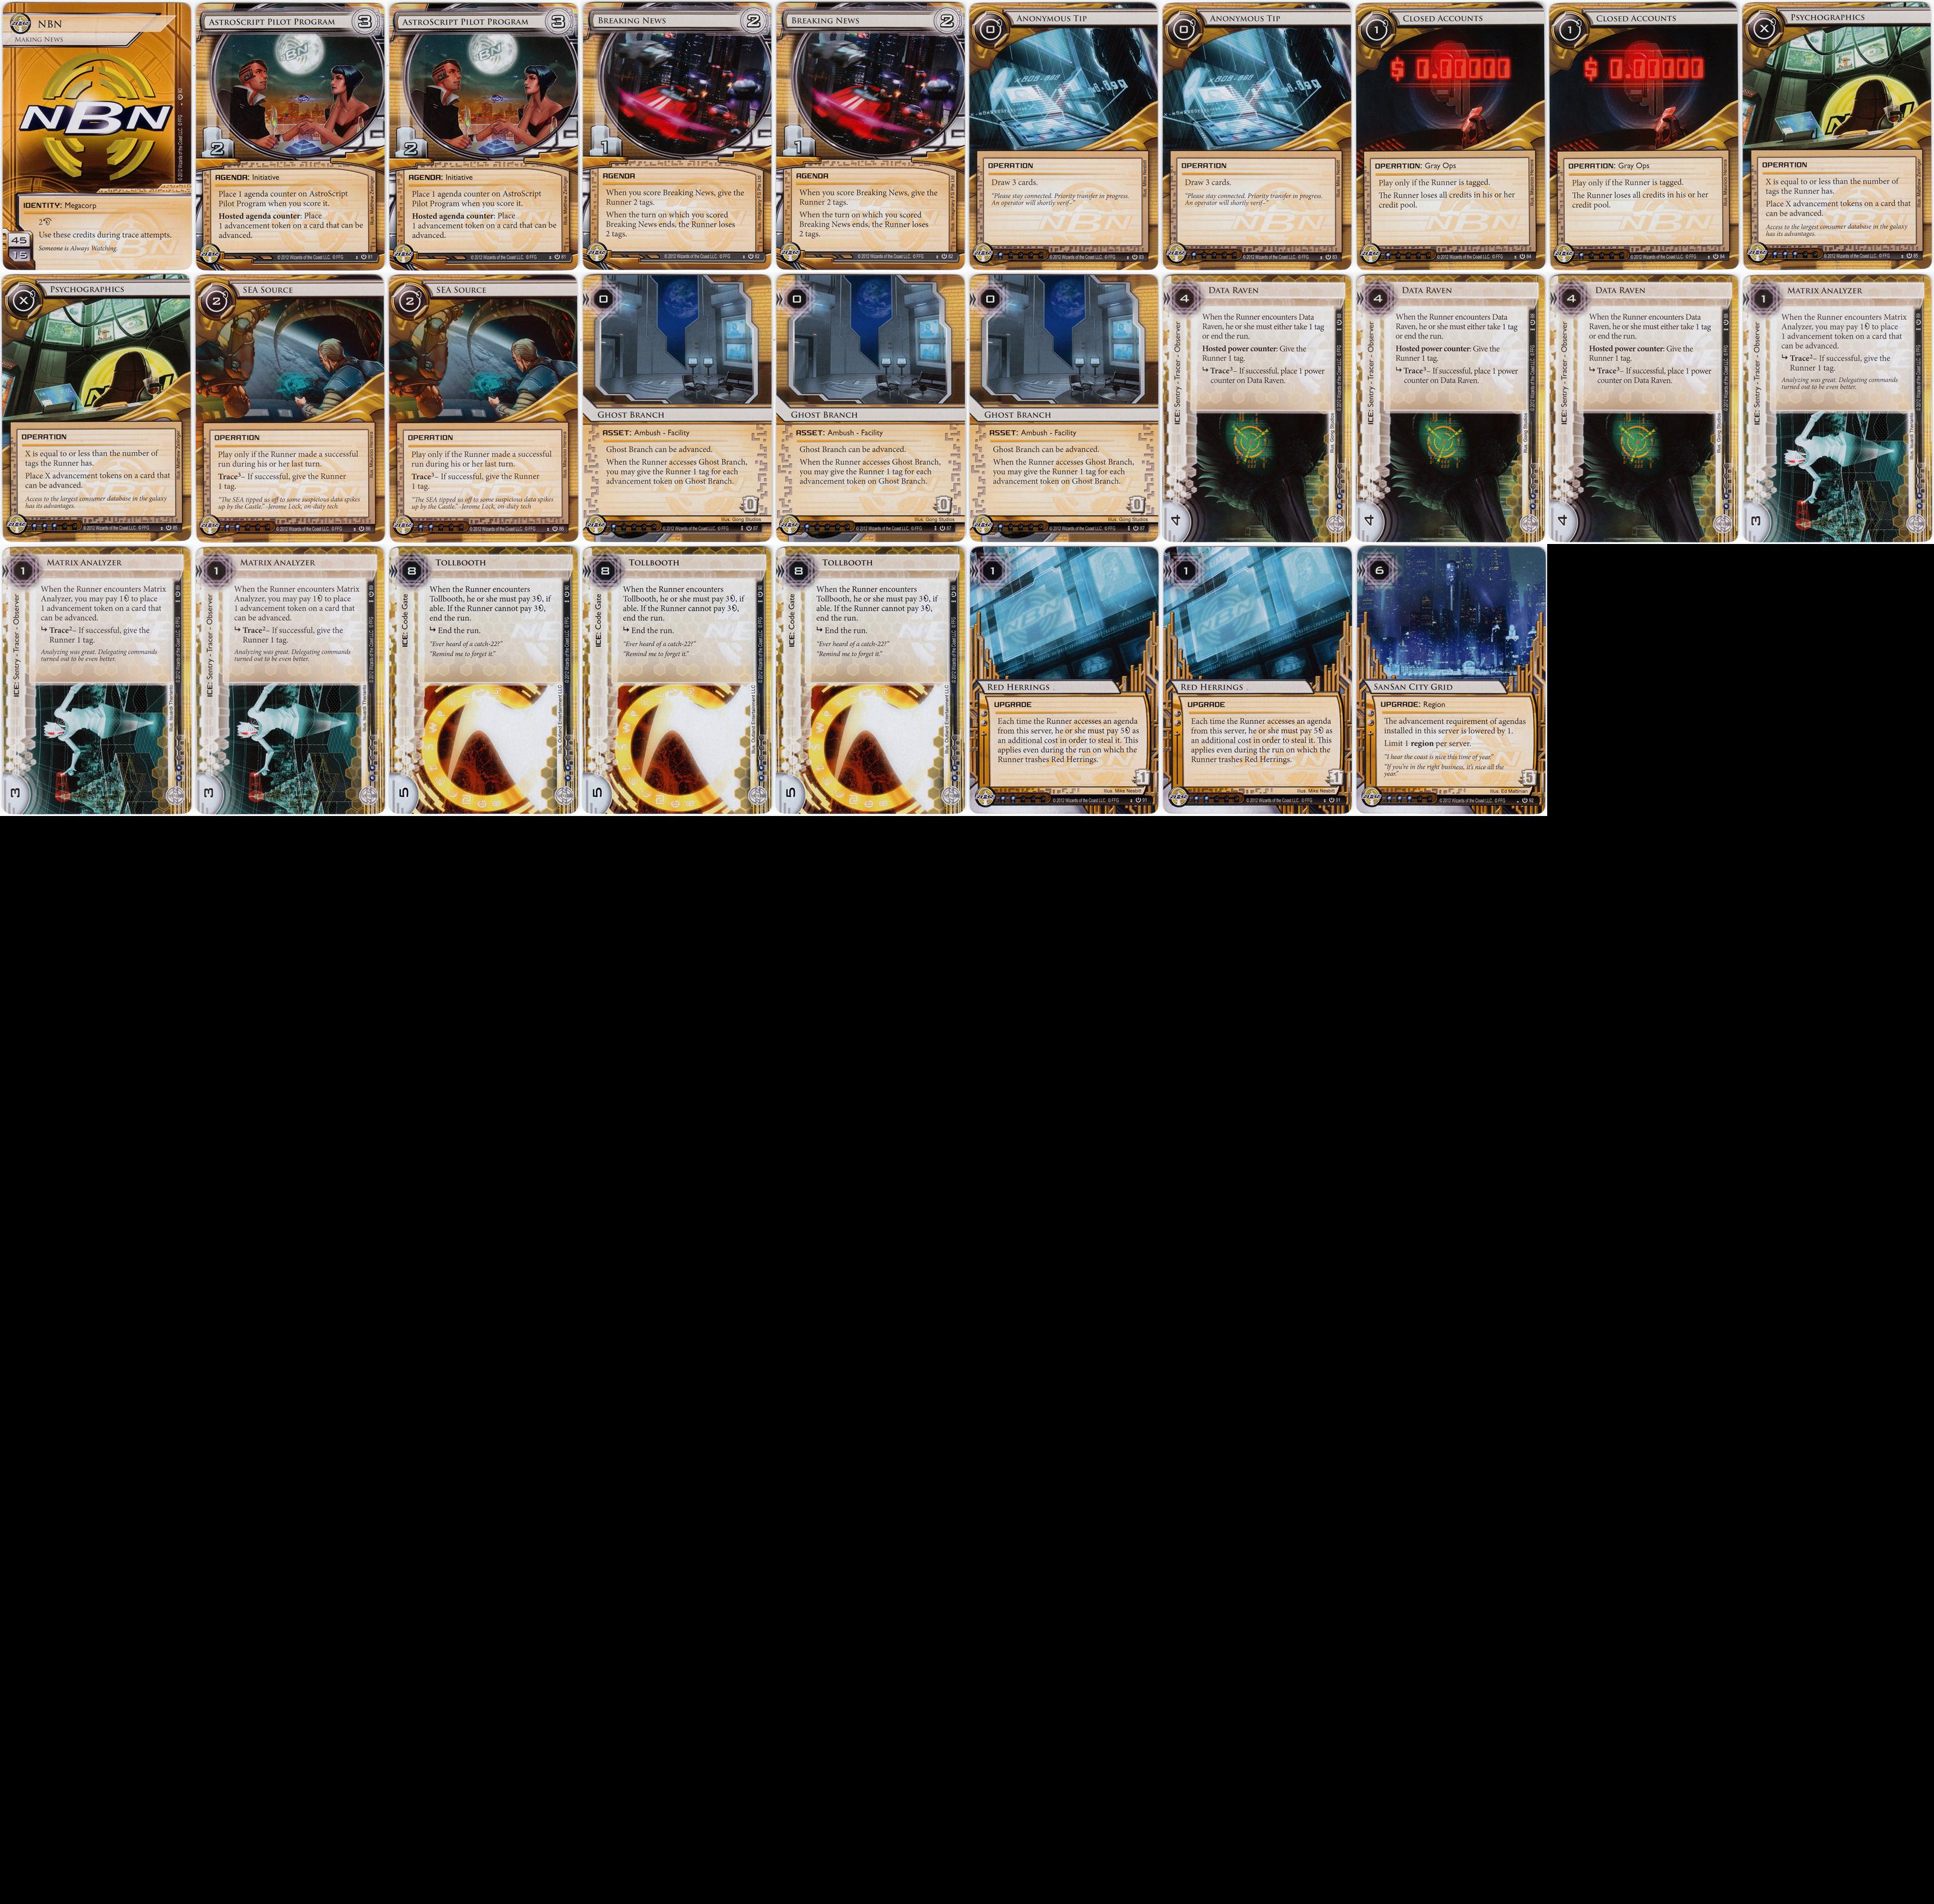 NBN
MAKING NEWS
NBN
IDENTITY: Megacorp
2
Use these credits during trace attempts.
Someone is Always Watching.
45
15
ASTROSCRIPT PILOT PROGRAM
3
2
AGENDA: Initiative
Place 1 agenda counter on AstroScript
Pilot Program when you score it.
Hosted agenda counter: Place
1 advancement token on a card that can be
advanced.
ASTROSCRIPT PILOT PROGRAM
3
2
AGENDA: Initiative
Place 1 agenda counter on AstroScript
Pilot Program when you score it.
Hosted agenda counter: Place
1 advancement token on a card that can be
advanced.
BREAKING NEWS
2
1
AGENDA
When you score Breaking News, give the
Runner 2 tags.
When the turn on which you scored
Breaking News ends, the Runner loses
2 tags.
BREAKING NEWS
2
1
AGENDA
When you score Breaking News, give the
Runner 2 tags.
When the turn on which you scored
Breaking News ends, the Runner loses
2 tags.
0
ANONYMOUS TIP
OPERATION
Draw 3 cards.
"Please stay connected. Priority transfer in progress.
An operator will shortly verif–"
0
ANONYMOUS TIP
OPERATION
Draw 3 cards.
"Please stay connected. Priority transfer in progress.
An operator will shortly verif–"
1
CLOSED ACCOUNTS
$ 0.00000
OPERATION: Gray Ops
Play only if the Runner is tagged.
The Runner loses all credits in his or her
credit pool.
1
CLOSED ACCOUNTS
$ 0.00000
OPERATION: Gray Ops
Play only if the Runner is tagged.
The Runner loses all credits in his or her
credit pool.
X
PSYCHOGRAPHICS
OPERATION
X is equal to or less than the number of
tags the Runner has.
Place X advancement tokens on a card that
can be advanced.
Access to the largest consumer database in the galaxy
has its advantages.
X
PSYCHOGRAPHICS
OPERATION
X is equal to or less than the number of
tags the Runner has.
Place X advancement tokens on a card that
can be advanced.
Access to the largest consumer database in the galaxy
has its advantages.
2
SEA SOURCE
OPERATION
Play only if the Runner made a successful
run during his or her last turn.
Trace3– If successful, give the Runner
1 tag.
"The SEA tipped us off to some suspicious data spikes
up by the Castle." -Jerome Lock, on-duty tech
2
SEA SOURCE
OPERATION
Play only if the Runner made a successful
run during his or her last turn.
Trace3– If successful, give the Runner
1 tag.
"The SEA tipped us off to some suspicious data spikes
up by the Castle." -Jerome Lock, on-duty tech
0
GHOST BRANCH
ASSET: Ambush - Facility
Ghost Branch can be advanced.
When the Runner accesses Ghost Branch,
you may give the Runner 1 tag for each
advancement token on Ghost Branch.
0
Illus. Gong Studios
0
GHOST BRANCH
ASSET: Ambush - Facility
Ghost Branch can be advanced.
When the Runner accesses Ghost Branch,
you may give the Runner 1 tag for each
advancement token on Ghost Branch.
0
Illus. Gong Studios
0
GHOST BRANCH
ASSET: Ambush - Facility
Ghost Branch can be advanced.
When the Runner accesses Ghost Branch,
you may give the Runner 1 tag for each
advancement token on Ghost Branch.
0
Illus. Gong Studios
4
DATA RAVEN
ICE: Sentry - Tracer - Observer
When the Runner encounters Data
Raven, he or she must either take 1 tag
or end the run.
Hosted power counter: Give the
Runner 1 tag.
Trace3– If successful, place 1 power
counter on Data Raven.
4
4
DATA RAVEN
ICE: Sentry - Tracer - Observer
When the Runner encounters Data
Raven, he or she must either take 1 tag
or end the run.
Hosted power counter: Give the
Runner 1 tag.
Trace3– If successful, place 1 power
counter on Data Raven.
4
4
DATA RAVEN
ICE: Sentry - Tracer - Observer
When the Runner encounters Data
Raven, he or she must either take 1 tag
or end the run.
Hosted power counter: Give the
Runner 1 tag.
Trace3– If successful, place 1 power
counter on Data Raven.
4
1
MATRIX ANALYZER
ICE: Sentry - Tracer - Observer
When the Runner encounters Matrix
Analyzer, you may pay 1 to place
1 advancement token on a card that
can be advanced.
Trace2– If successful, give the
Runner 1 tag.
Analyzing was great. Delegating commands
turned out to be even better.
3
1
MATRIX ANALYZER
ICE: Sentry - Tracer - Observer
When the Runner encounters Matrix
Analyzer, you may pay 1 to place
1 advancement token on a card that
can be advanced.
Trace2– If successful, give the
Runner 1 tag.
Analyzing was great. Delegating commands
turned out to be even better.
3
1
MATRIX ANALYZER
ICE: Sentry - Tracer - Observer
When the Runner encounters Matrix
Analyzer, you may pay 1 to place
1 advancement token on a card that
can be advanced.
Trace2– If successful, give the
Runner 1 tag.
Analyzing was great. Delegating commands
turned out to be even better.
3
8
TOLLBOOTH
ICE: Code Gate
When the Runner encounters
Tollbooth, he or she must pay 3, if
able. If the Runner cannot pay 3,
end the run.
End the run.
"Ever heard of a catch-22?"
"Remind me to forget it."
5
8
TOLLBOOTH
ICE: Code Gate
When the Runner encounters
Tollbooth, he or she must pay 3, if
able. If the Runner cannot pay 3,
end the run.
End the run.
"Ever heard of a catch-22?"
"Remind me to forget it."
5
8
TOLLBOOTH
ICE: Code Gate
When the Runner encounters
Tollbooth, he or she must pay 3, if
able. If the Runner cannot pay 3,
end the run.
End the run.
"Ever heard of a catch-22?"
"Remind me to forget it."
5
1
RED HERRINGS
UPGRADE
Each time the Runner accesses an agenda
from this server, he or she must pay 5 as
an additional cost in order to steal it. This
applies even during the run on which the
Runner trashes Red Herrings.
1
Illus. Mike Nesbitt
1
RED HERRINGS
UPGRADE
Each time the Runner accesses an agenda
from this server, he or she must pay 5 as
an additional cost in order to steal it. This
applies even during the run on which the
Runner trashes Red Herrings.
1
Illus. Mike Nesbitt
6
SANSAN CITY GRID
UPGRADE: Region
The advancement requirement of agendas
installed in this server is lowered by 1.
Limit 1 region per server.
"I hear the coast is nice this time of year."
"If you're in the right business, it's nice all the
year."
5
Illus. Ed Mattinian